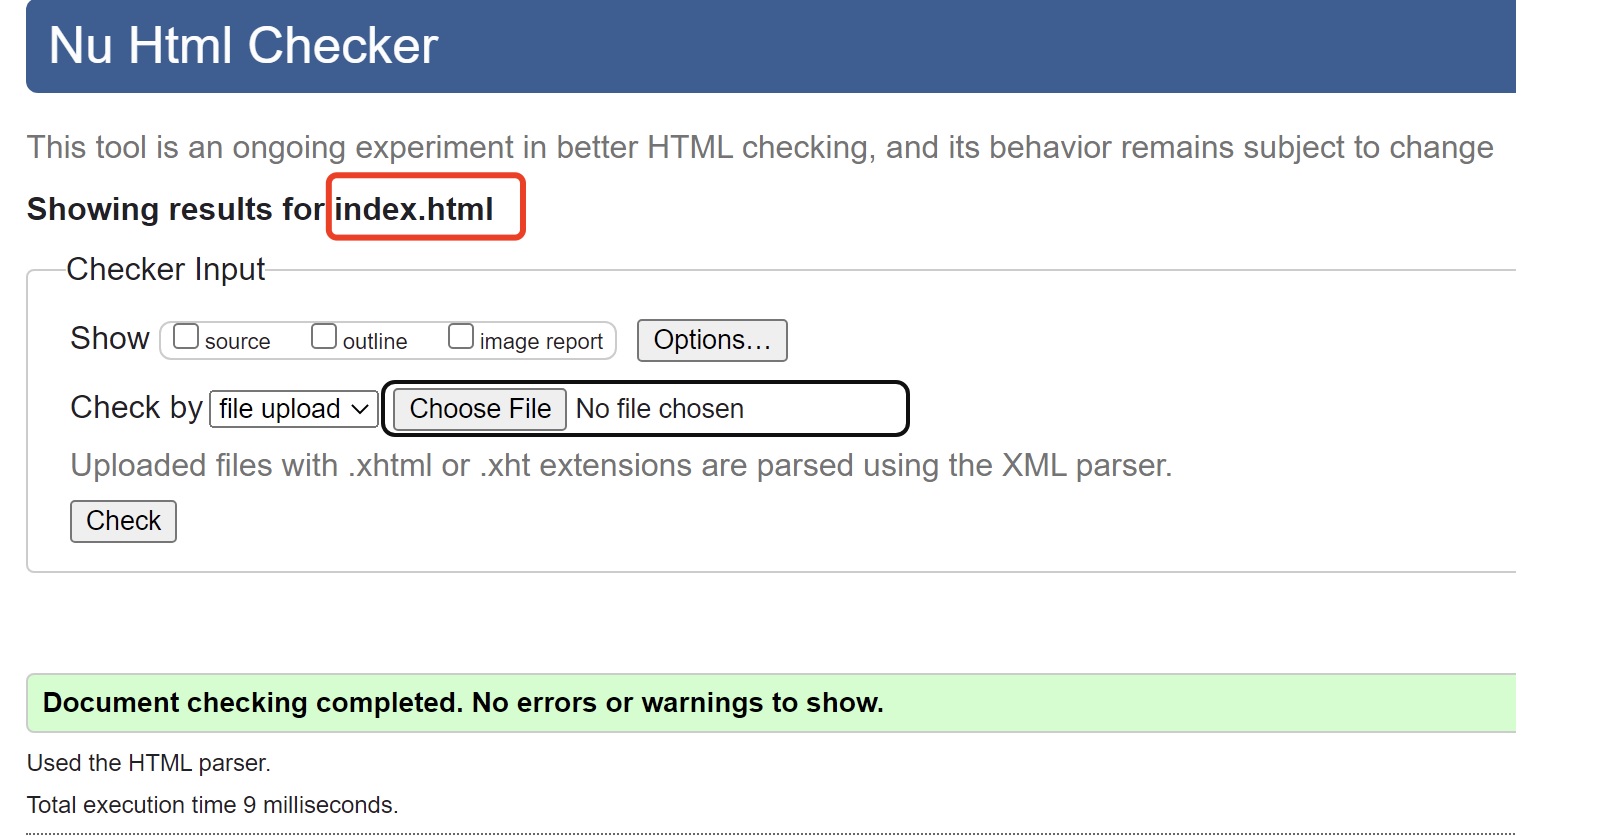 Nu Html Checker
This tool is an ongoing experiment in better HTML checking, and its behavior remains subject to change
Showing results for index.html
Checker Input
Show source outline image report Options…
Check by file upload Choose File No file chosen
Uploaded files with .xhtml or .xht extensions are parsed using the XML parser.
Check
Document checking completed. No errors or warnings to show.
Used the HTML parser.
Total execution time 9 milliseconds.